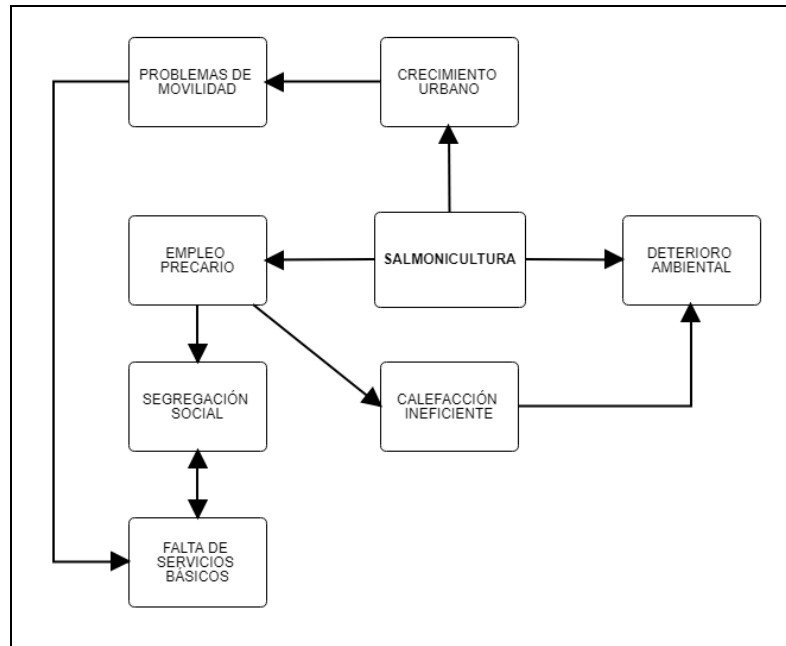 PROBLEMAS DE
MOVILIDAD
CRECIMIENTO
URBANO
EMPLEO
PRECARIO
SALMONICULTURA
DETERIORO
AMBIENTAL
SEGREGACIÓN
SOCIAL
CALEFACCIÓN
INEFICIENTE
FALTA DE
SERVICIOS
BÁSICOS